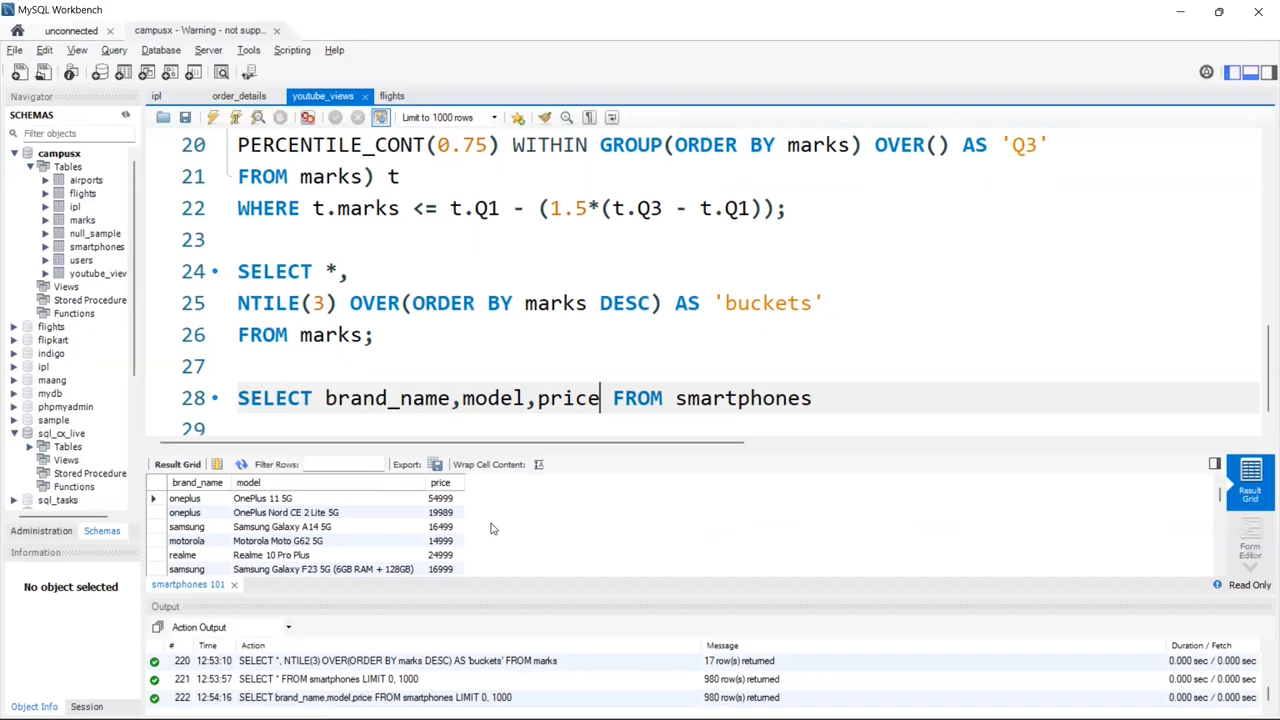 MySQL Workbench
unconnected
campusx - Warning - not supp...
File Edit View Query Database Server Tools Scripting Help
Navigator
SCHEMAS
Filter objects
campusx
Tables
airports
flights
ipl
marks
null_sample
smartphones
users
youtube_view
Views
Stored Procedure
Functions
flights
flipkart
indigo
ipl
maang
mydb
phpmyadmin
sample
sql_cx_live
Tables
Views
Stored Procedure
Functions
sql_tasks
Administration Schemas
Information
No object selected
Object Info Session
ipl order_details youtube_views flights
Limit to 1000 rows
20 PERCENTILE_CONT(0.75) WITHIN GROUP(ORDER BY marks) OVER() AS 'Q3'
21 FROM marks) t
22 WHERE t.marks <= t.Q1 - (1.5*(t.Q3 - t.Q1));
23
24 SELECT *,
25 NTILE(3) OVER(ORDER BY marks DESC) AS 'buckets'
26 FROM marks;
27
28 SELECT brand_name,model,price FROM smartphones
29
Result Grid Filter Rows: Export: Wrap Cell Content:
brand_name model price
oneplus OnePlus 11 5G 54999
oneplus OnePlus Nord CE 2 Lite 5G 19989
samsung Samsung Galaxy A14 5G 16499
motorola Motorola Moto G62 5G 14999
realme Realme 10 Pro Plus 24999
samsung Samsung Galaxy F23 5G (6GB RAM + 128GB) 16999
Result Grid
Form Editor
smartphones 101
Read Only
Output
Action Output
# Time Action Message Duration / Fetch
220 12:53:10 SELECT *, NTILE(3) OVER(ORDER BY marks DESC) AS 'buckets' FROM marks 17 row(s) returned 0.000 sec / 0.000 sec
221 12:53:57 SELECT * FROM smartphones LIMIT 0, 1000 980 row(s) returned 0.000 sec / 0.000 sec
222 12:54:16 SELECT brand_name,model,price FROM smartphones LIMIT 0, 1000 980 row(s) returned 0.000 sec / 0.000 sec